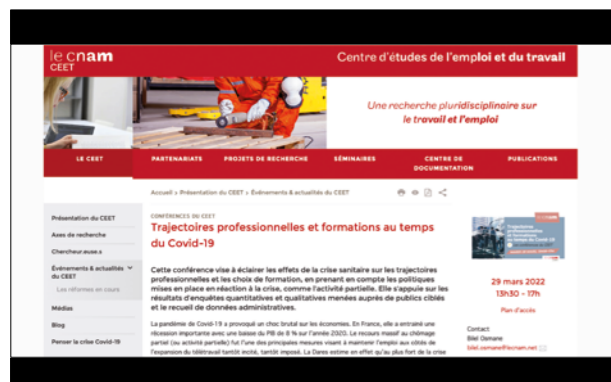 le cnam
CEET
Centre d'études de l'emploi et du travail
Une recherche pluridisciplinaire sur
le travail et l'emploi
LE CEET
PARTENARIATS
PROJETS DE RECHERCHE
SÉMINAIRES
CENTRE DE
DOCUMENTATION
PUBLICATIONS
Accueil > Présentation du CEET > Événements & actualités du CEET
Présentation du CEET
Axes de recherche
Chercheur.euse.s
Événements & actualités
du CEET
Les réformes en cours
Médias
Blog
Penser la crise Covid-19
CONFÉRENCES DU CEET
Trajectoires professionnelles et formations au temps
du Covid-19
Cette conférence vise à éclairer les effets de la crise sanitaire sur les trajectoires
professionnelles et les choix de formation, en prenant en compte les politiques
mises en place en réaction à la crise, comme l'activité partielle. Elle s'appuie sur les
résultats d'enquêtes quantitatives et qualitatives menées auprès de publics ciblés
et le recueil de données administratives.
La pandémie de Covid-19 a provoqué un choc brutal sur les économies. En France, elle a entrainé une
récession importante avec une baisse du PIB de 8 % sur l'année 2020. Le recours massif au chômage
partiel (ou activité partielle) fut l'une des principales mesures visant à maintenir l'emploi aux côtés de
l'expansion du télétravail tantôt incité, tantôt imposé. La Dares estime en effet qu'au plus fort de la crise
29 mars 2022
13h30 - 17h
Plan d'accès
Contact
Bilel Osmane
bilel.osmane@lecnam.net